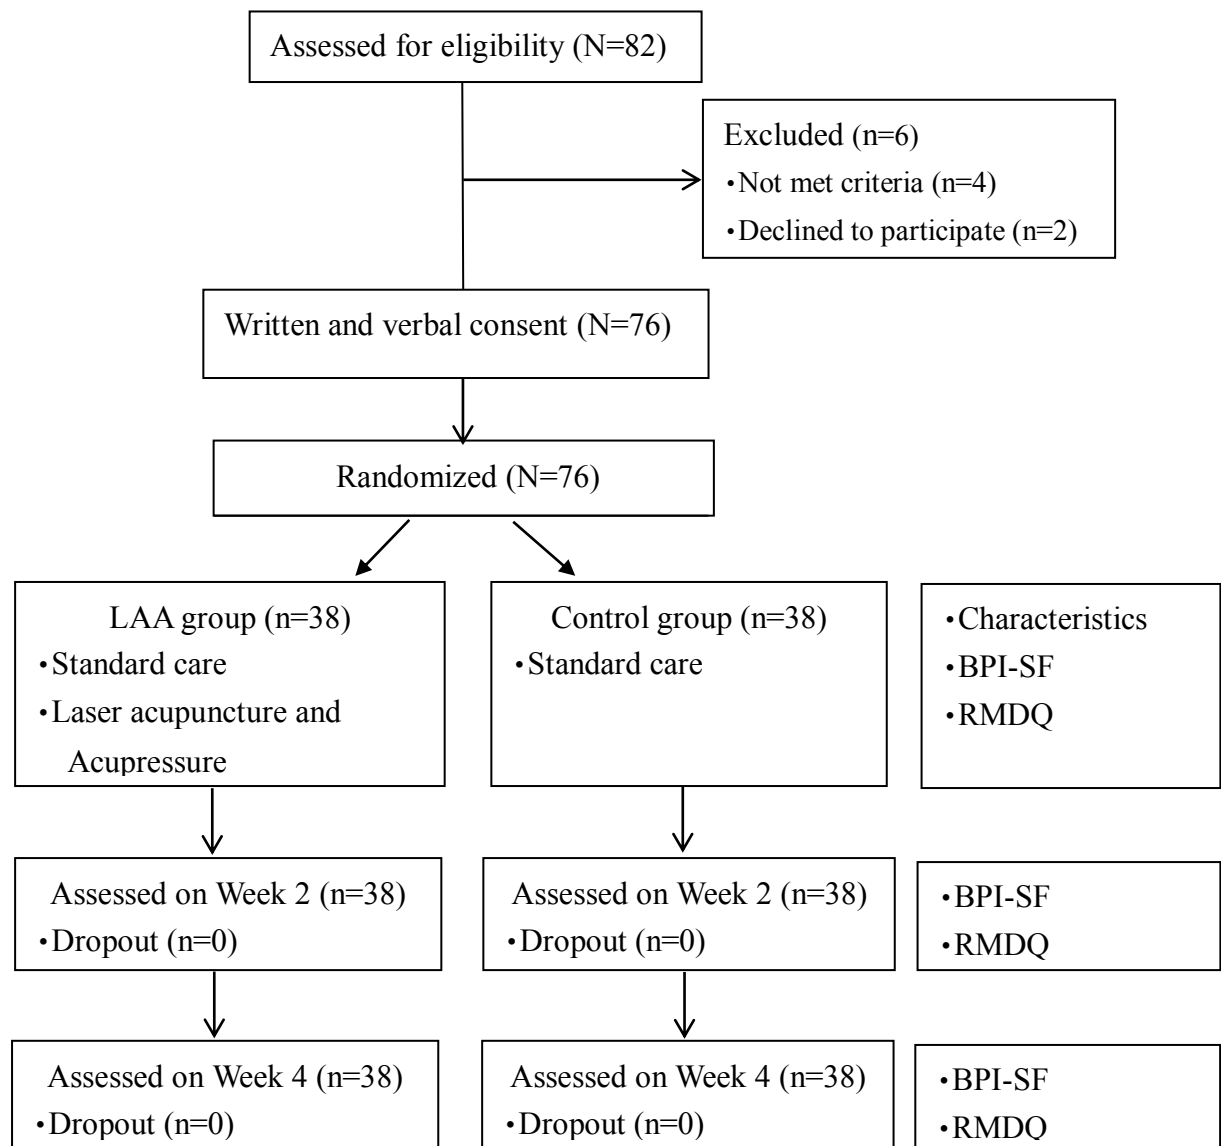 Assessed for eligibility (N=82)
Excluded (n=6)
•Not met criteria (n=4)
•Declined to participate (n=2)
Written and verbal consent (N=76)
Randomized (N=76)
LAA group (n=38)
•Standard care
•Laser acupuncture and
Acupressure
Control group (n=38)
•Standard care
•Characteristics
•BPI-SF
•RMDQ
Assessed on Week 2 (n=38)
•Dropout (n=0)
Assessed on Week 2 (n=38)
•Dropout (n=0)
•BPI-SF
•RMDQ
Assessed on Week 4 (n=38)
•Dropout (n=0)
Assessed on Week 4 (n=38)
•Dropout (n=0)
•BPI-SF
•RMDQ